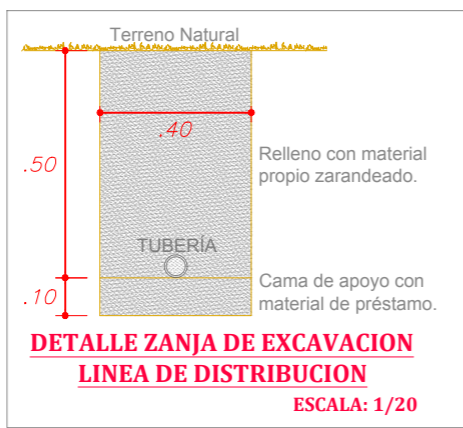 Terreno Natural
.40
.50
Relleno con material
propio zarandeado.
TUBERÍA
.10
Cama de apoyo con
material de préstamo.
DETALLE ZANJA DE EXCAVACION
LINEA DE DISTRIBUCION
ESCALA: 1/20